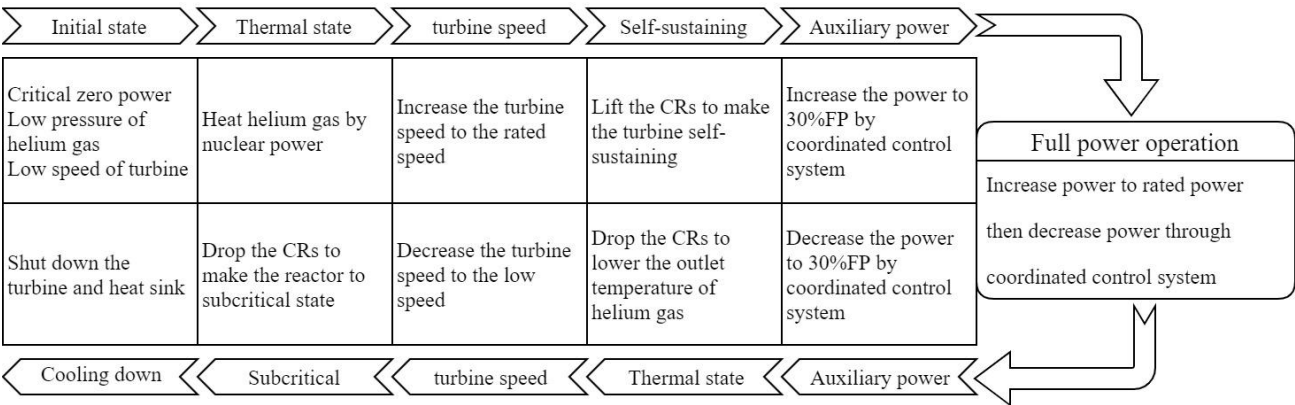 Initial state
Thermal state
turbine speed
Self-sustaining
Auxiliary power
Critical zero power
Low pressure of
helium gas
Low speed of turbine
Heat helium gas by
nuclear power
Increase the turbine
speed to the rated
speed
Lift the CRs to make
the turbine self-
sustaining
Increase the power to
30%FP by
coordinated control
system
Full power operation
Increase power to rated power
then decrease power through
coordinated control system
Shut down the
turbine and heat sink
Drop the CRs to
make the reactor to
subcritical state
Decrease the turbine
speed to the low
speed
Drop the CRs to
lower the outlet
temperature of
helium gas
Decrease the power
to 30%FP by
coordinated control
system
Cooling down
Subcritical
turbine speed
Thermal state
Auxiliary power